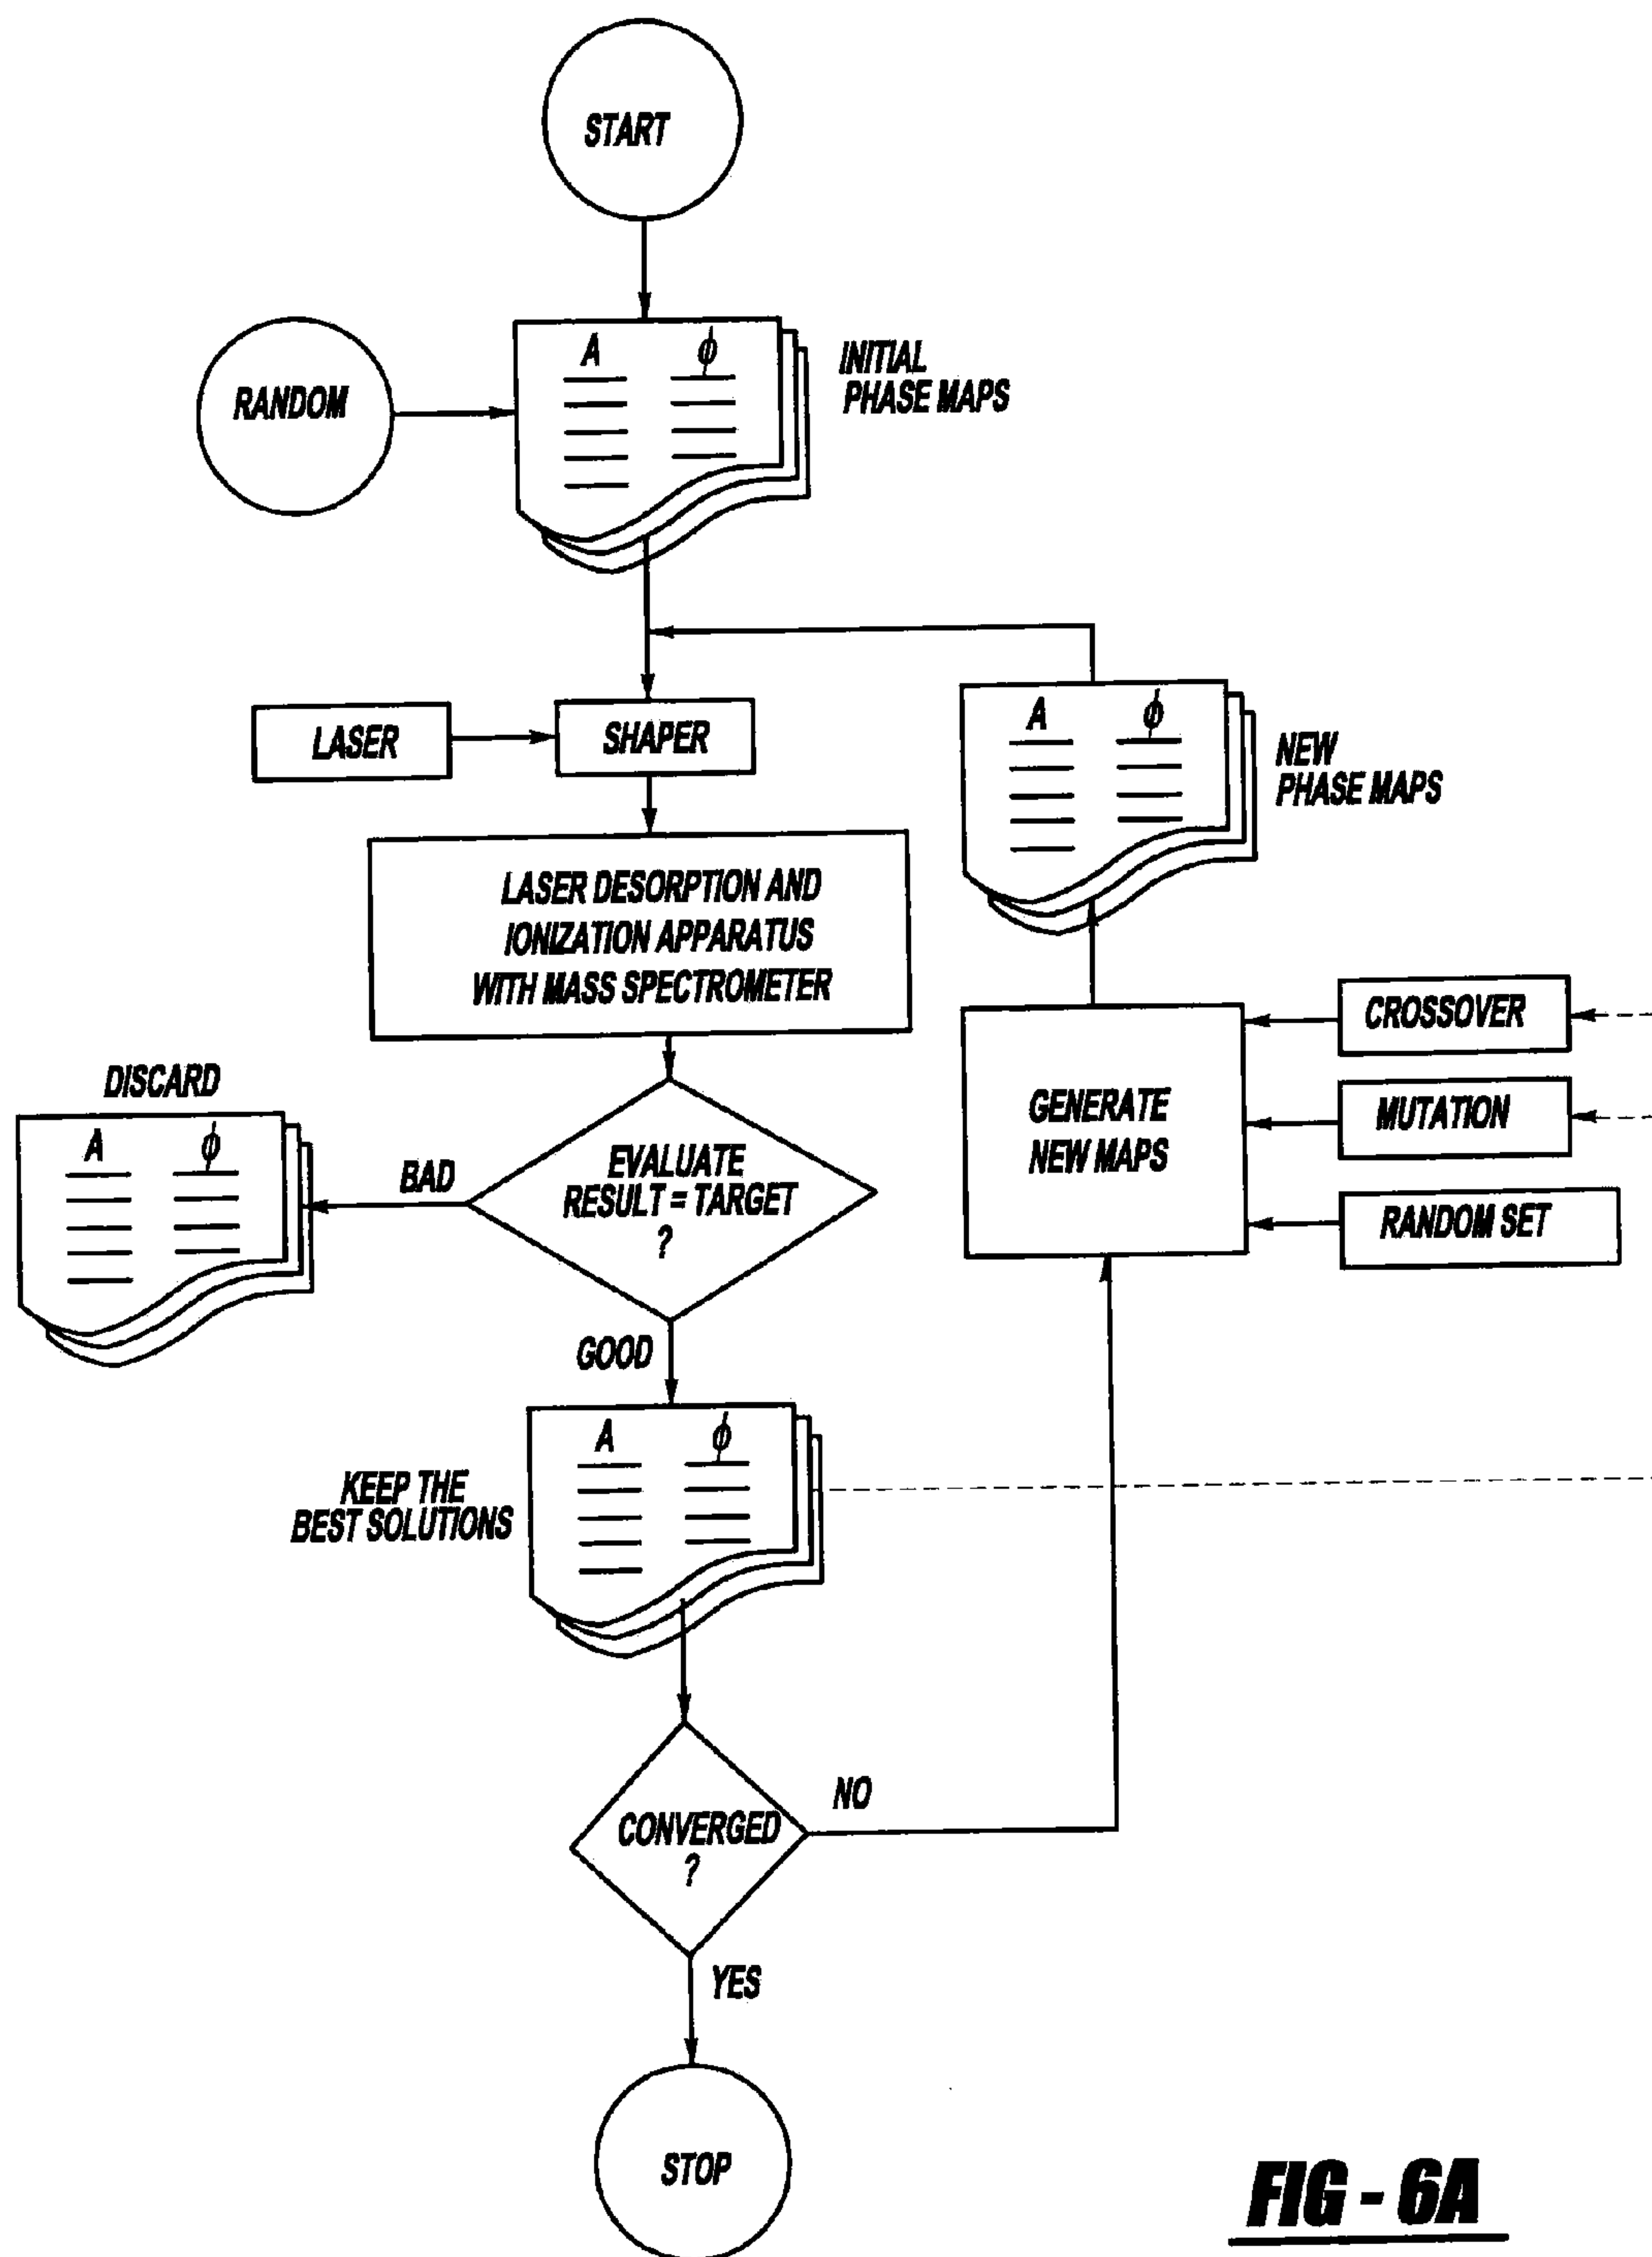 START
RANDOM
A φ
INITIAL
PHASE MAPS
LASER
SHAPER
A φ
NEW
PHASE MAPS
LASER DESORPTION AND
IONIZATION APPARATUS
WITH MASS SPECTROMETER
CROSSOVER
MUTATION
RANDOM SET
GENERATE
NEW MAPS
DISCARD
A φ
BAD
EVALUATE
RESULT = TARGET
?
GOOD
A φ
KEEP THE
BEST SOLUTIONS
CONVERGED
?
NO
YES
STOP
FIG - 6A